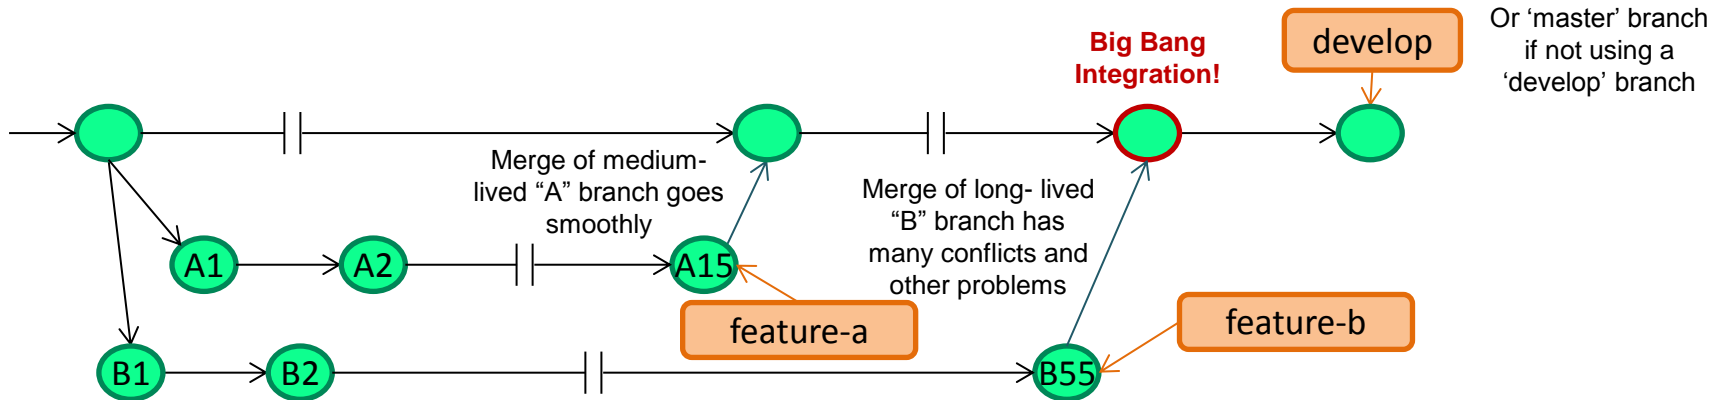 Big Bang
Integration!
develop
Or ‘master’ branch
if not using a
‘develop’ branch
Merge of medium-
lived “A” branch goes
smoothly
Merge of long- lived
“B” branch has
many conflicts and
other problems
A1
A2
A15
feature-a
feature-b
B1
B2
B55